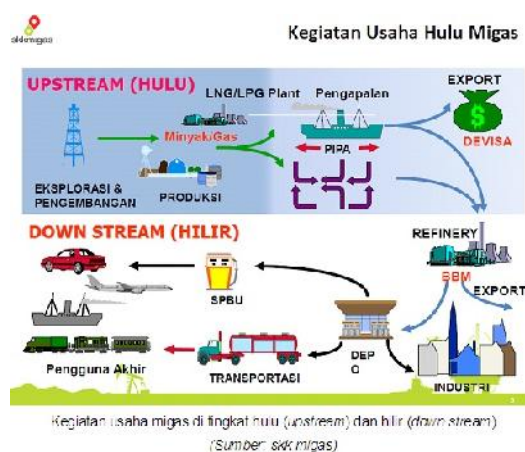 skkmigas
Kegiatan Usaha Hulu Migas
UPSTREAM (HULU)
EXPORT
LNG/LPG Plant
Pengapalan
Minyak/Gas
DEVISA
PIPA
EKSPLORASI &
PENGEMBANGAN
PRODUKSI
DOWN STREAM (HILIR)
REFINERY
BBM
EXPORT
SPBU
DEP
O
Pengguna Akhir
TRANSPORTASI
INDUSTRI
Kegiatan usaha migas di tingkat hulu (upstream) dan hilir (down stream)
(Sumber: skk migas)